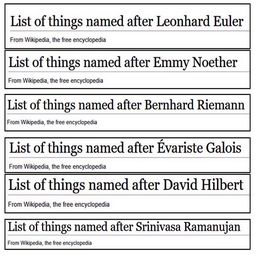 List of things named after Leonhard Euler
From Wikipedia, the free encyclopedia
List of things named after Emmy Noether
From Wikipedia, the free encyclopedia
List of things named after Bernhard Riemann
From Wikipedia, the free encyclopedia
List of things named after Évariste Galois
From Wikipedia, the free encyclopedia
List of things named after David Hilbert
From Wikipedia, the free encyclopedia
List of things named after Srinivasa Ramanujan
From Wikipedia, the free encyclopedia